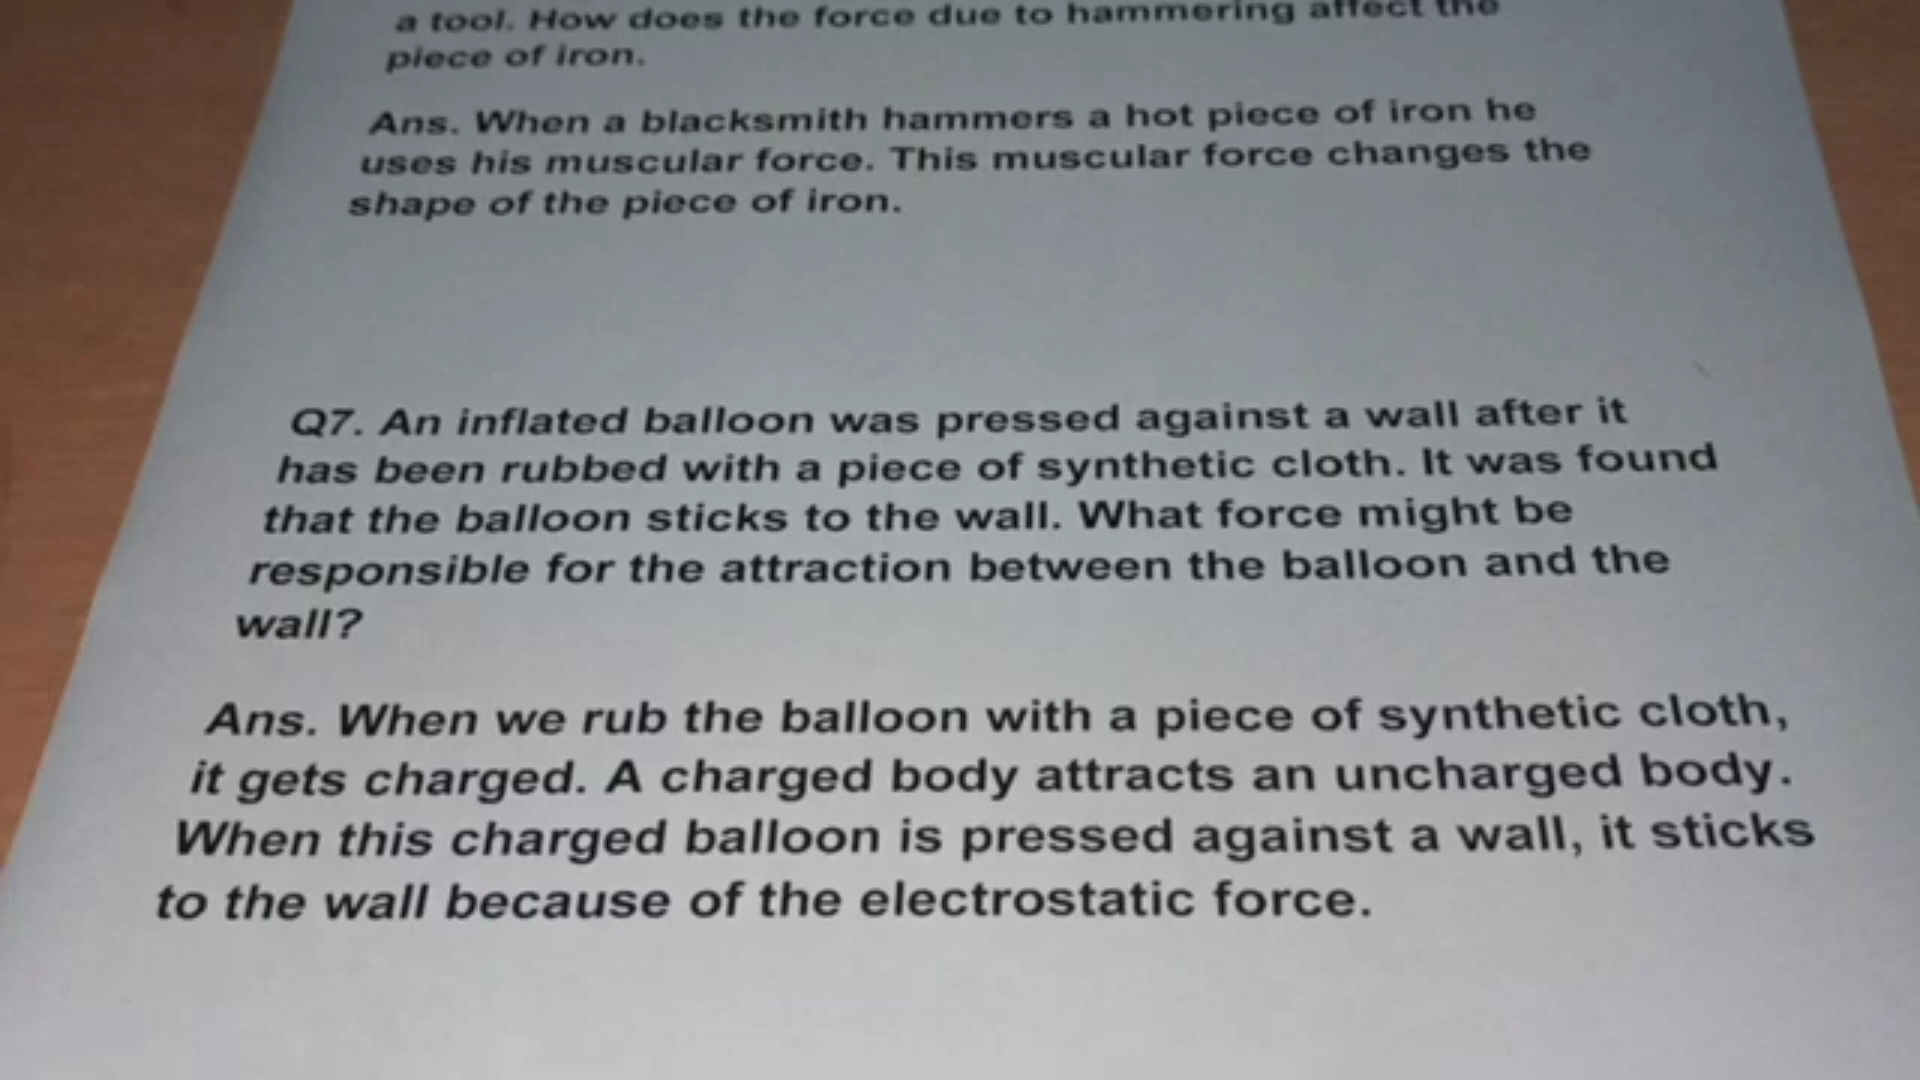 a tool. How does the force due to hammering affect the
piece of iron.
Ans. When a blacksmith hammers a hot piece of iron he
uses his muscular force. This muscular force changes the
shape of the piece of iron.
Q7. An inflated balloon was pressed against a wall after it
has been rubbed with a piece of synthetic cloth. It was found
that the balloon sticks to the wall. What force might be
responsible for the attraction between the balloon and the
wall?
Ans. When we rub the balloon with a piece of synthetic cloth,
it gets charged. A charged body attracts an uncharged body.
When this charged balloon is pressed against a wall, it sticks
to the wall because of the electrostatic force.